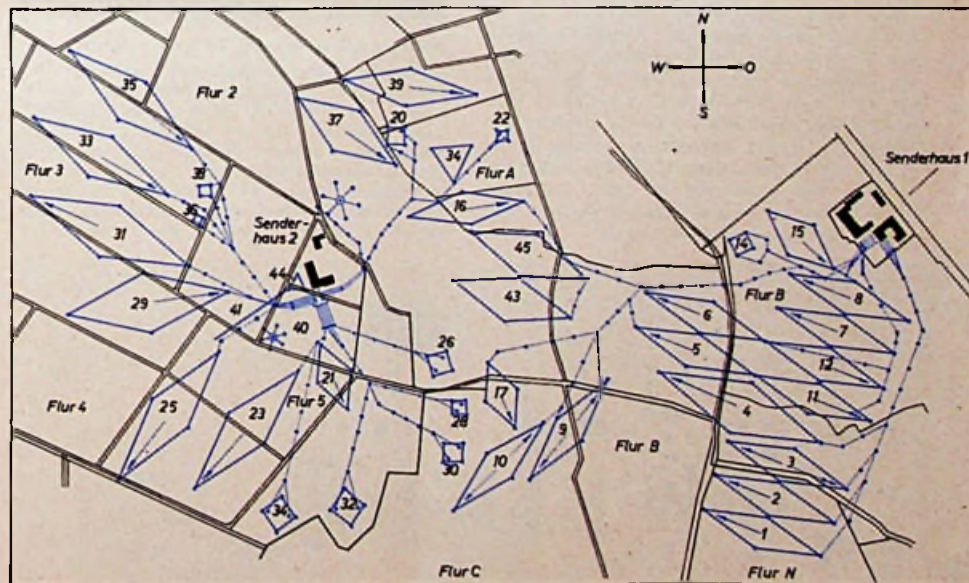 N
W O
S
35
Flur 2
39
37
20
22
34
Flur A
33
Flur 3
38
36
16
Senderhaus 1
31
Sender-
haus 2
45
14
15
44
43
Flur B
8
29
41
40
6
7
26
5
12
21
17
4
11
Flur 4
25
23
Flur 5
28
9
30
10
Flur B
3
34
32
2
1
Flur C
Flur N